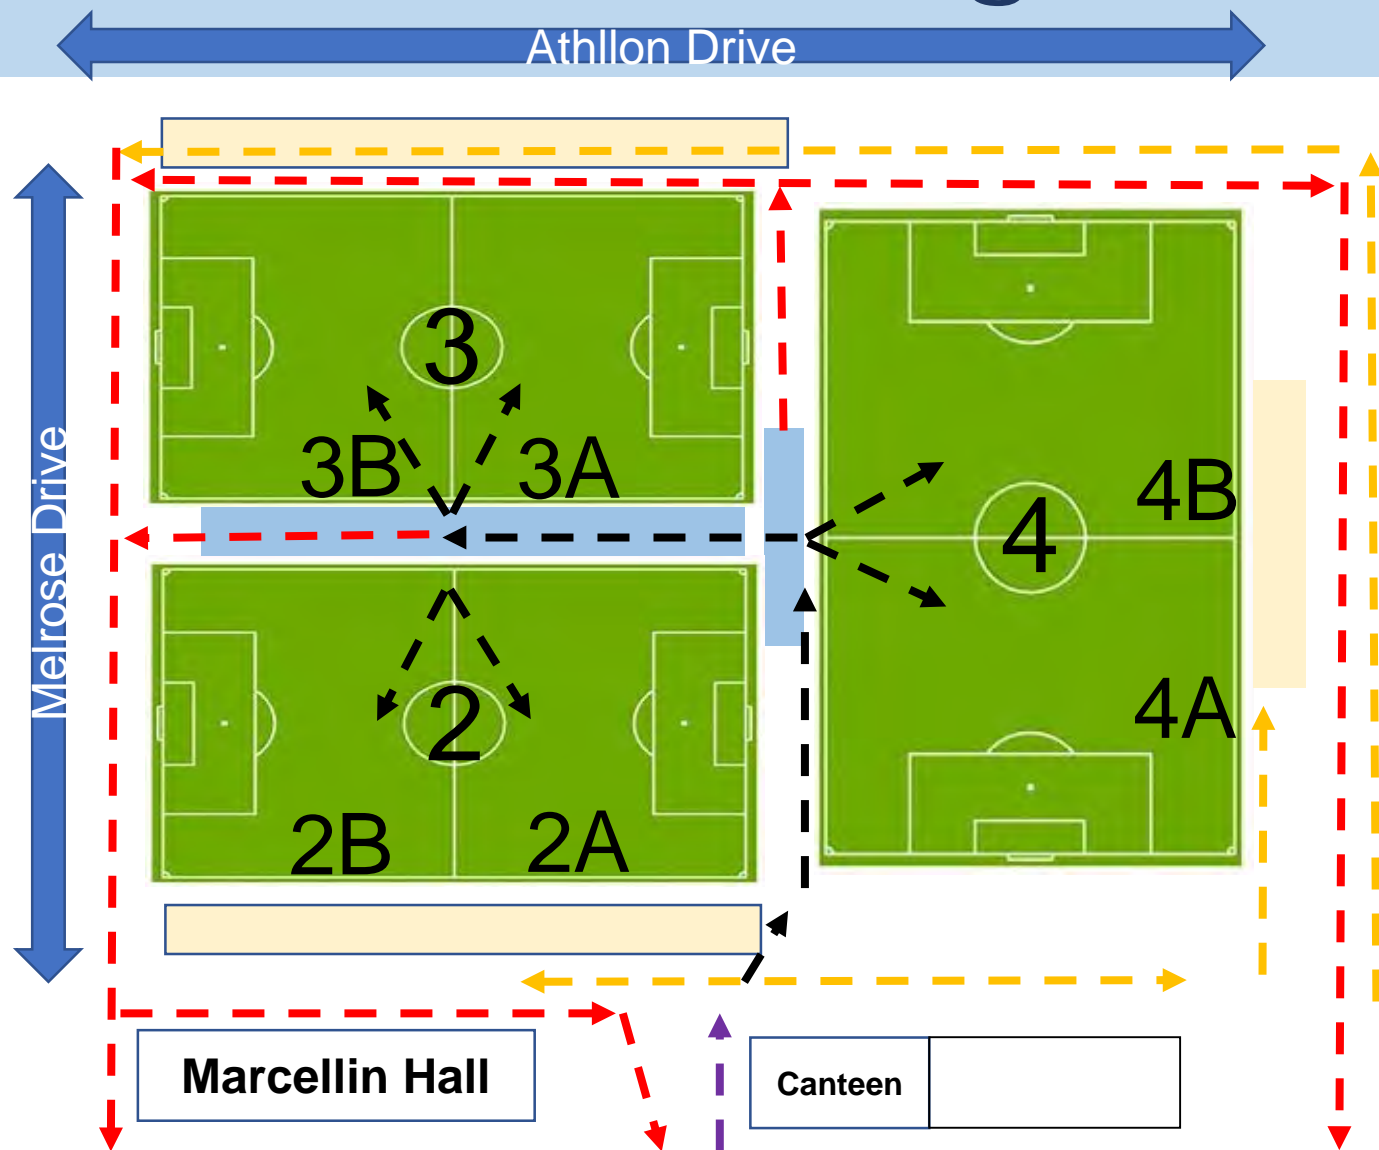 Athllon Drive
Melrose Drive
3
3B
3A
4B
4
4A
2
2B
2A
Marcellin Hall
Canteen